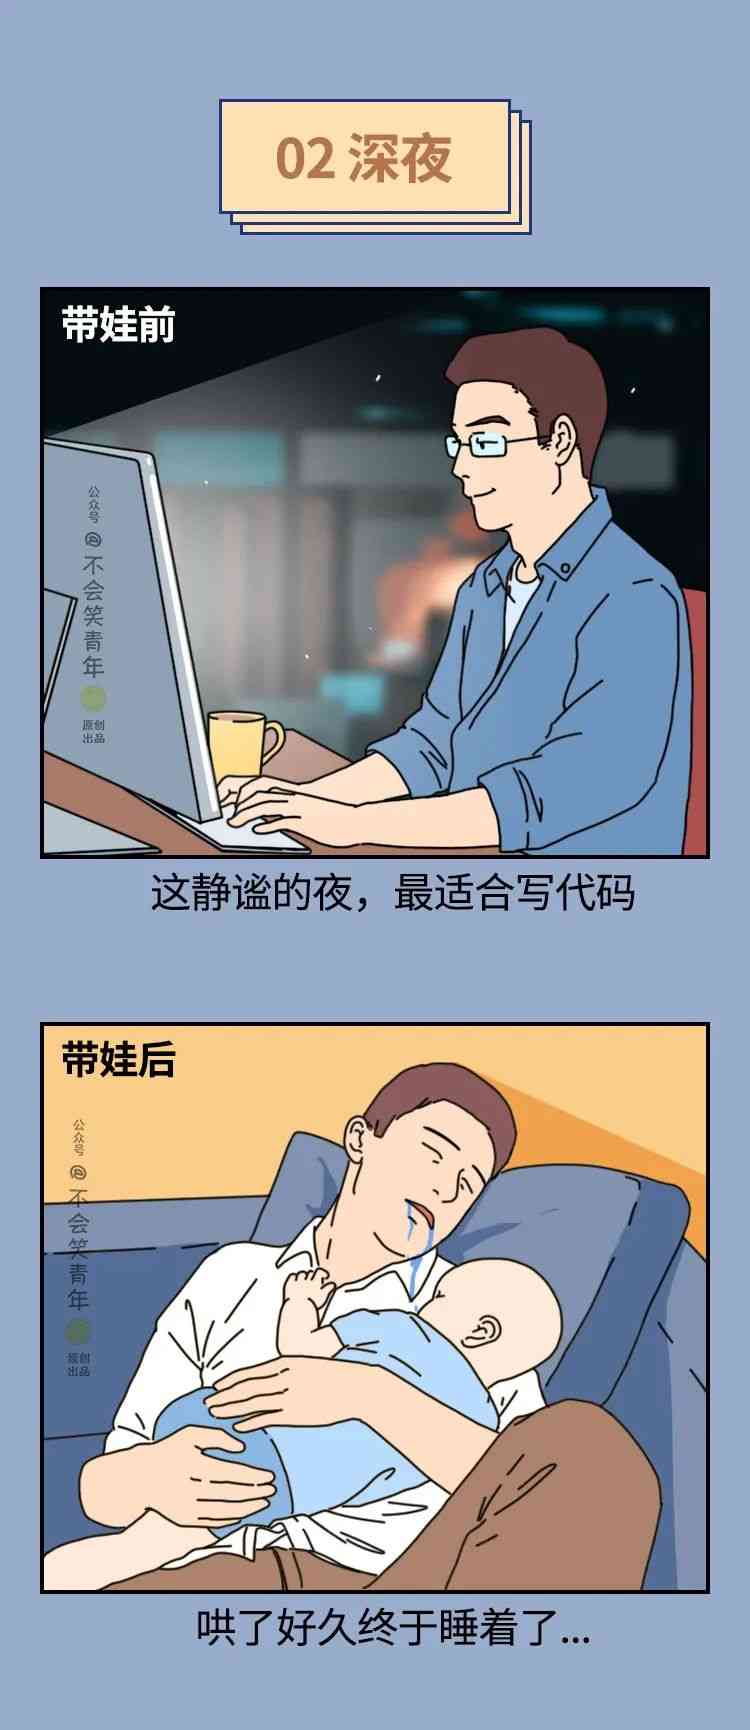 02 深夜
带娃前
公众号
不会笑青年
原创
出品
这静谧的夜，最适合写代码
带娃后
公众号
不会笑青年
原创
出品
哄了好久终于睡着了...